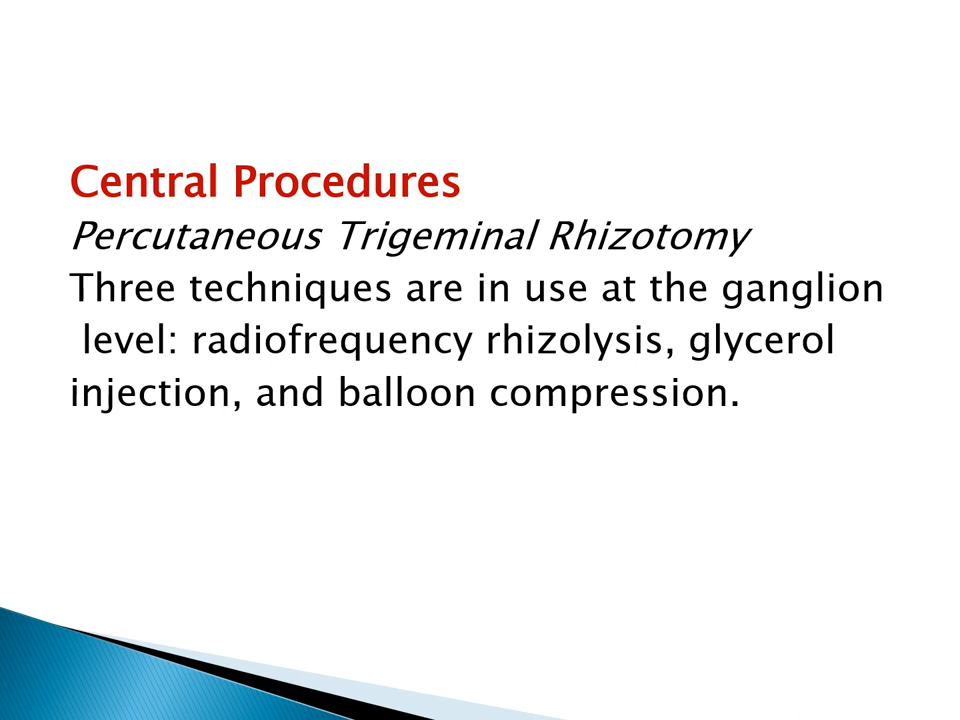 Central Procedures
Percutaneous Trigeminal Rhizotomy
Three techniques are in use at the ganglion
level: radiofrequency rhizolysis, glycerol
injection, and balloon compression.